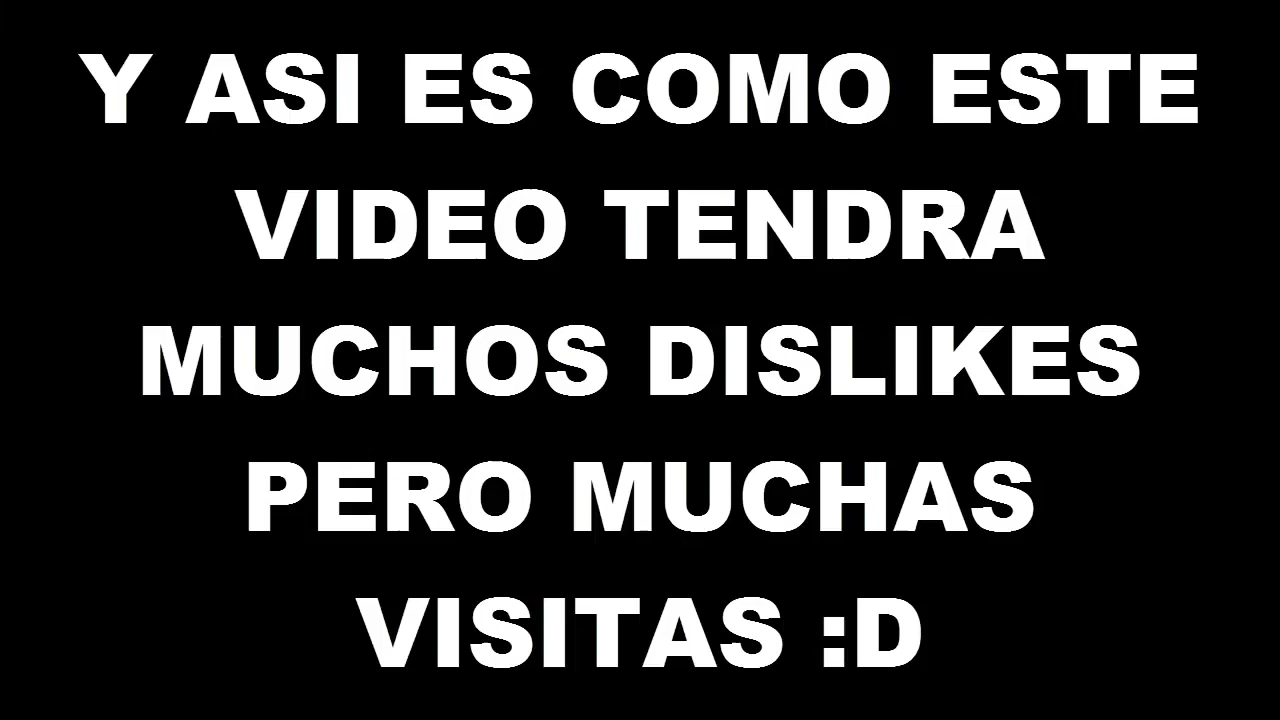 Y ASI ES COMO ESTE
VIDEO TENDRA
MUCHOS DISLIKES
PERO MUCHAS
VISITAS :D